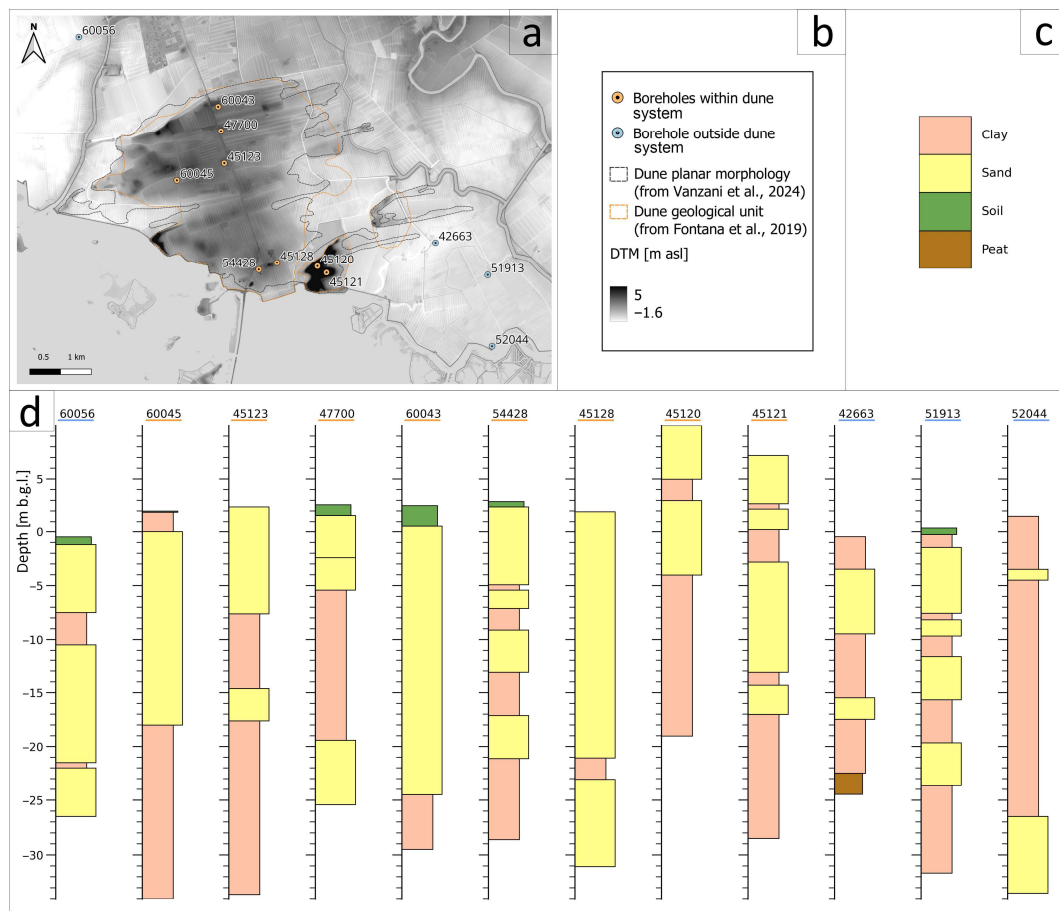 a
N
60056
60043
47700
45123
60045
42663
54428
45128
45120
45121
51913
52044
0.5 1 km
b
Boreholes within dune
system
Borehole outside dune
system
Dune planar morphology
(from Vanzani et al., 2024)
Dune geological unit
(from Fontana et al., 2019)
DTM [m asl]
5
−1.6
c
Clay
Sand
Soil
Peat
d
60056 60045 45123 47700 60043 54428 45128 45120 45121 42663 51913 52044
Depth [m b.g.l.]
5
0
−5
−10
−15
−20
−25
−30